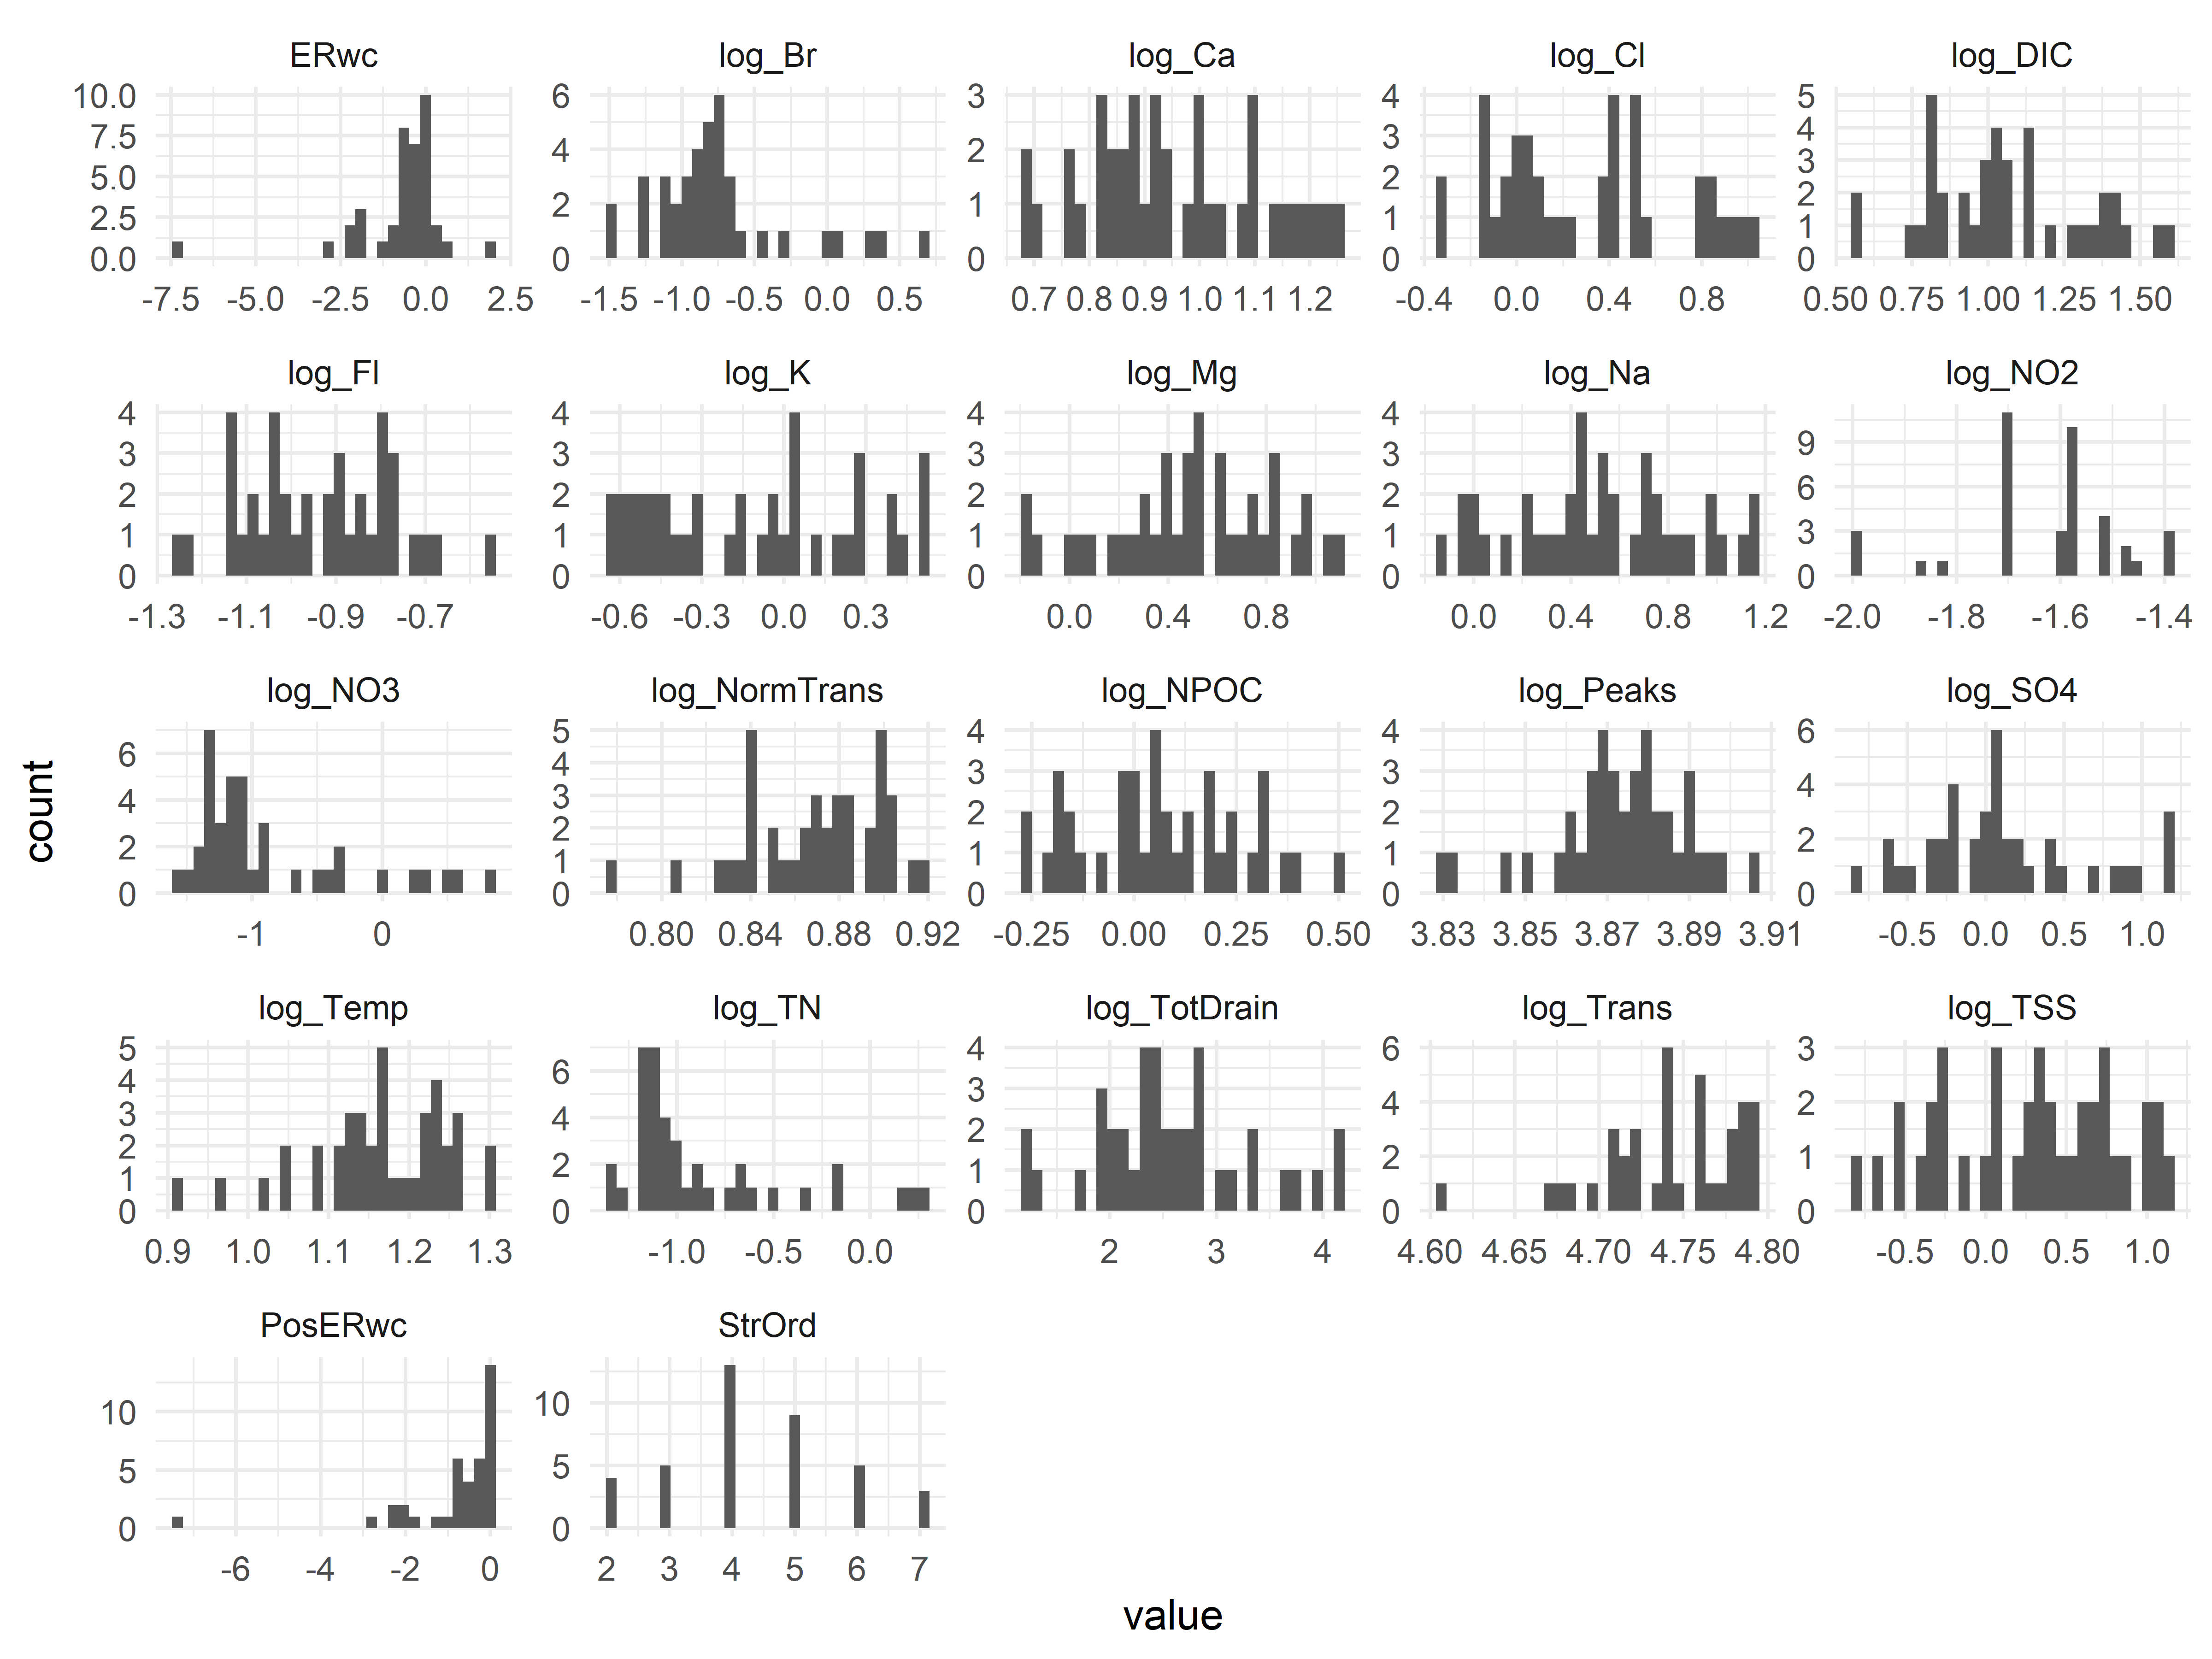 ERwc log_Br log_Ca log_Cl log_DIC
10.0 7.5 5.0 2.5 0.0
6 4 2 0
3 2 1 0
4 3 2 1 0
5 4 3 2 1 0
-7.5 -5.0 -2.5 0.0 2.5
-1.5 -1.0 -0.5 0.0 0.5
0.7 0.8 0.9 1.0 1.1 1.2
-0.4 0.0 0.4 0.8
0.50 0.75 1.00 1.25 1.50
log_Fl log_K log_Mg log_Na log_NO2
4 3 2 1 0
4 3 2 1 0
4 3 2 1 0
4 3 2 1 0
9 6 3 0
-1.3 -1.1 -0.9 -0.7
-0.6 -0.3 0.0 0.3
0.0 0.4 0.8
0.0 0.4 0.8 1.2
-2.0 -1.8 -1.6 -1.4
count
log_NO3 log_NormTrans log_NPOC log_Peaks log_SO4
6 4 2 0
5 4 3 2 1 0
4 3 2 1 0
4 3 2 1 0
6 4 2 0
-1 0
0.80 0.84 0.88 0.92
-0.25 0.00 0.25 0.50
3.83 3.85 3.87 3.89 3.91
-0.5 0.0 0.5 1.0
log_Temp log_TN log_TotDrain log_Trans log_TSS
5 4 3 2 1 0
6 4 2 0
4 3 2 1 0
6 4 2 0
3 2 1 0
0.9 1.0 1.1 1.2 1.3
-1.0 -0.5 0.0
2 3 4
4.60 4.65 4.70 4.75 4.80
-0.5 0.0 0.5 1.0
PosERwc StrOrd
10 5 0
10 5 0
-6 -4 -2 0
2 3 4 5 6 7
value